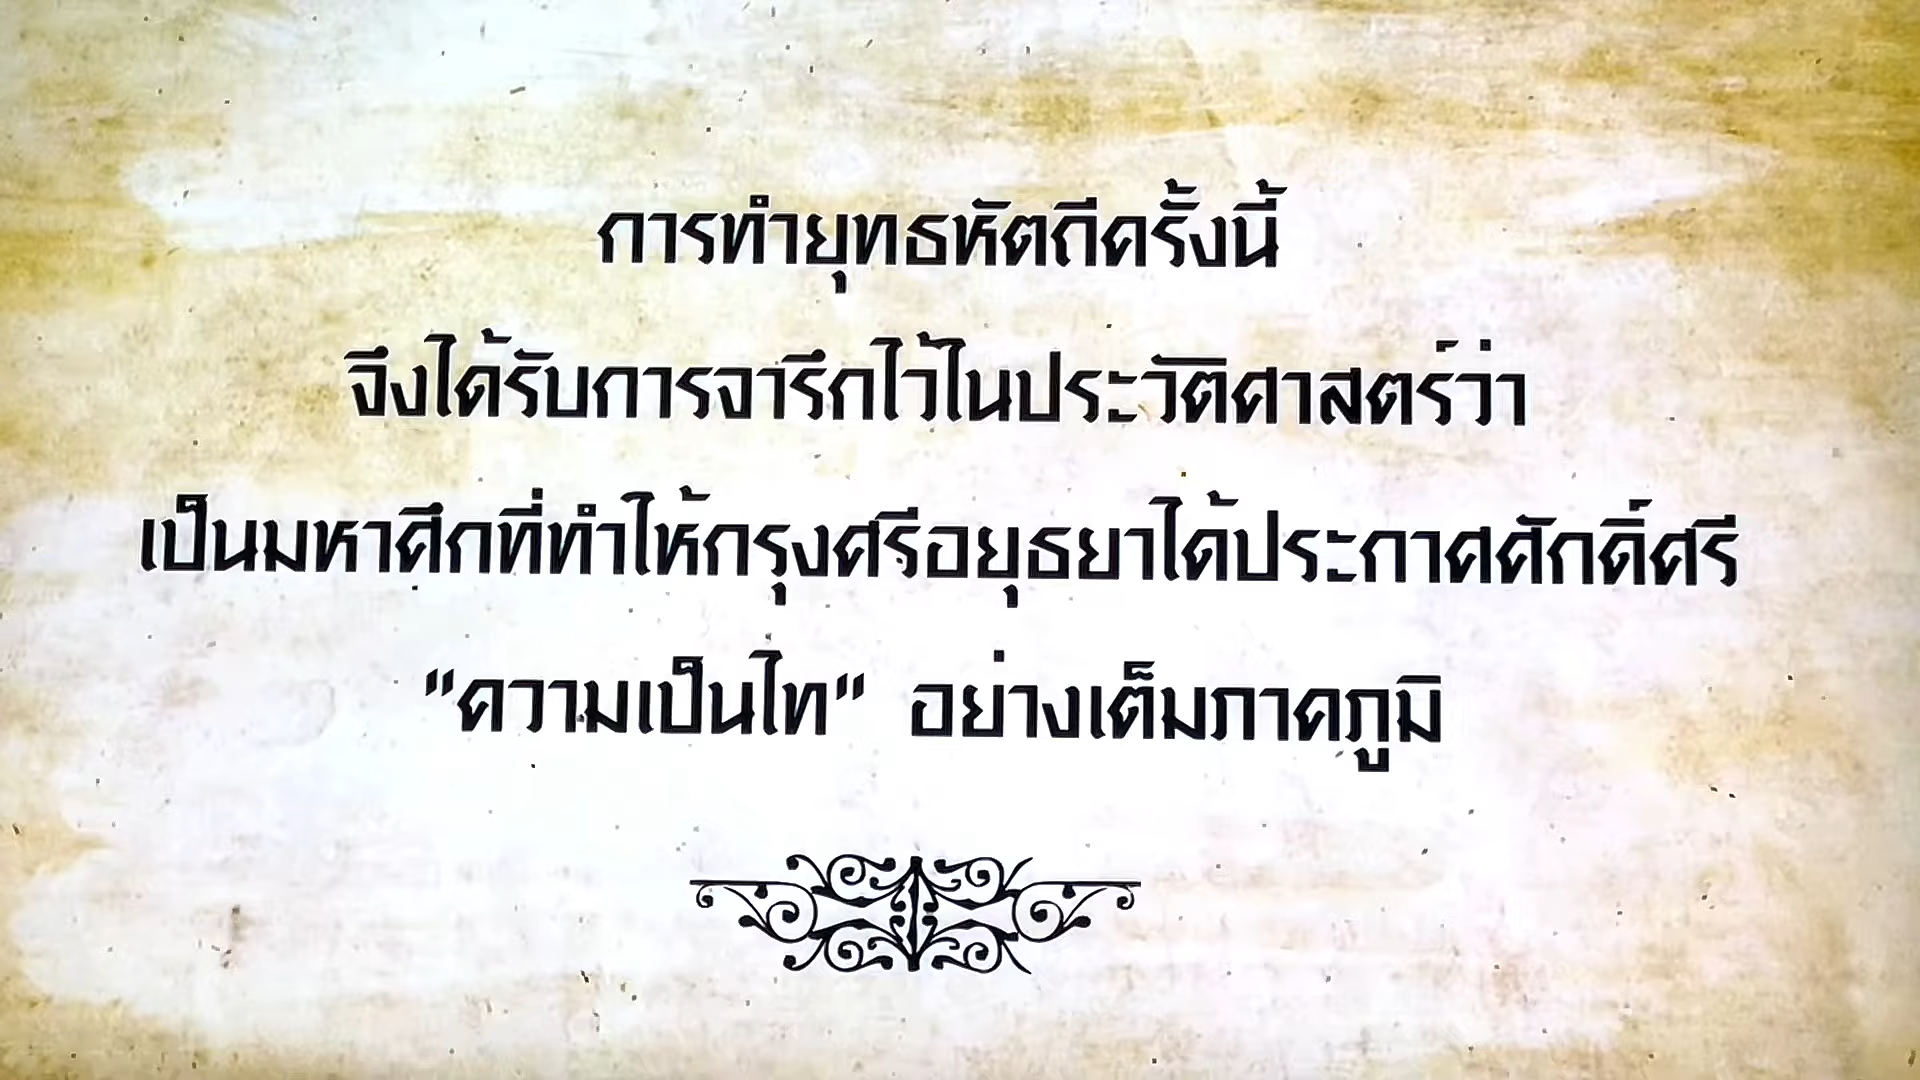 การทำยุทธหัตถีครั้งนี้
จึงได้รับการจารึกไว้ในประวัติศาสตร์ว่า
เป็นมหาศึกที่ทำให้กรุงศรีอยุธยาได้ประกาศศักดิ์ศรี
"ความเป็นไท" อย่างเต็มภาคภูมิ